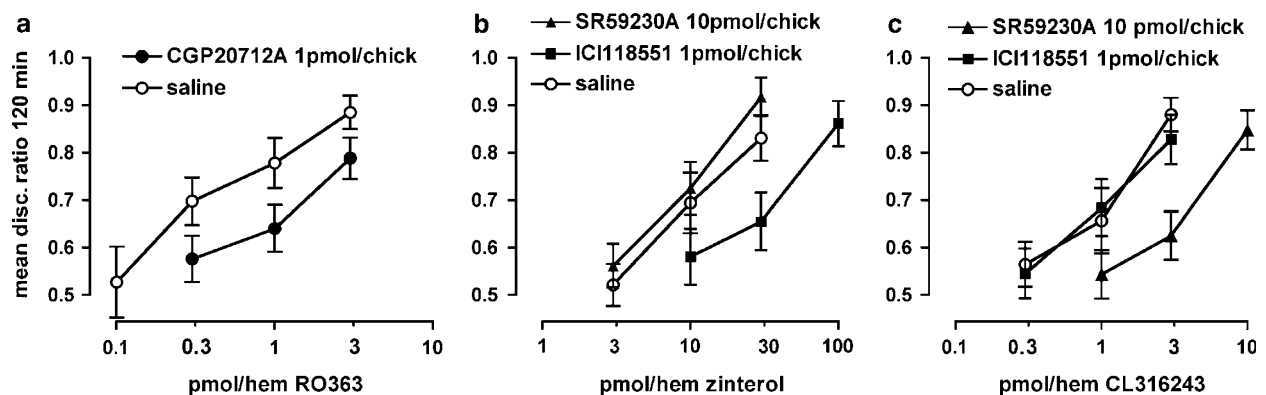 a
CGP20712A 1pmol/chick
saline
mean disc. ratio 120 min
1.0
0.9
0.8
0.7
0.6
0.5
0.1 0.3 1 3 10
pmol/hem RO363
b
SR59230A 10pmol/chick
ICI118551 1pmol/chick
saline
1.0
0.9
0.8
0.7
0.6
0.5
1 3 10 30 100
pmol/hem zinterol
c
SR59230A 10 pmol/chick
ICI118551 1pmol/chick
saline
1.0
0.9
0.8
0.7
0.6
0.5
0.1 0.3 1 3 10
pmol/hem CL316243